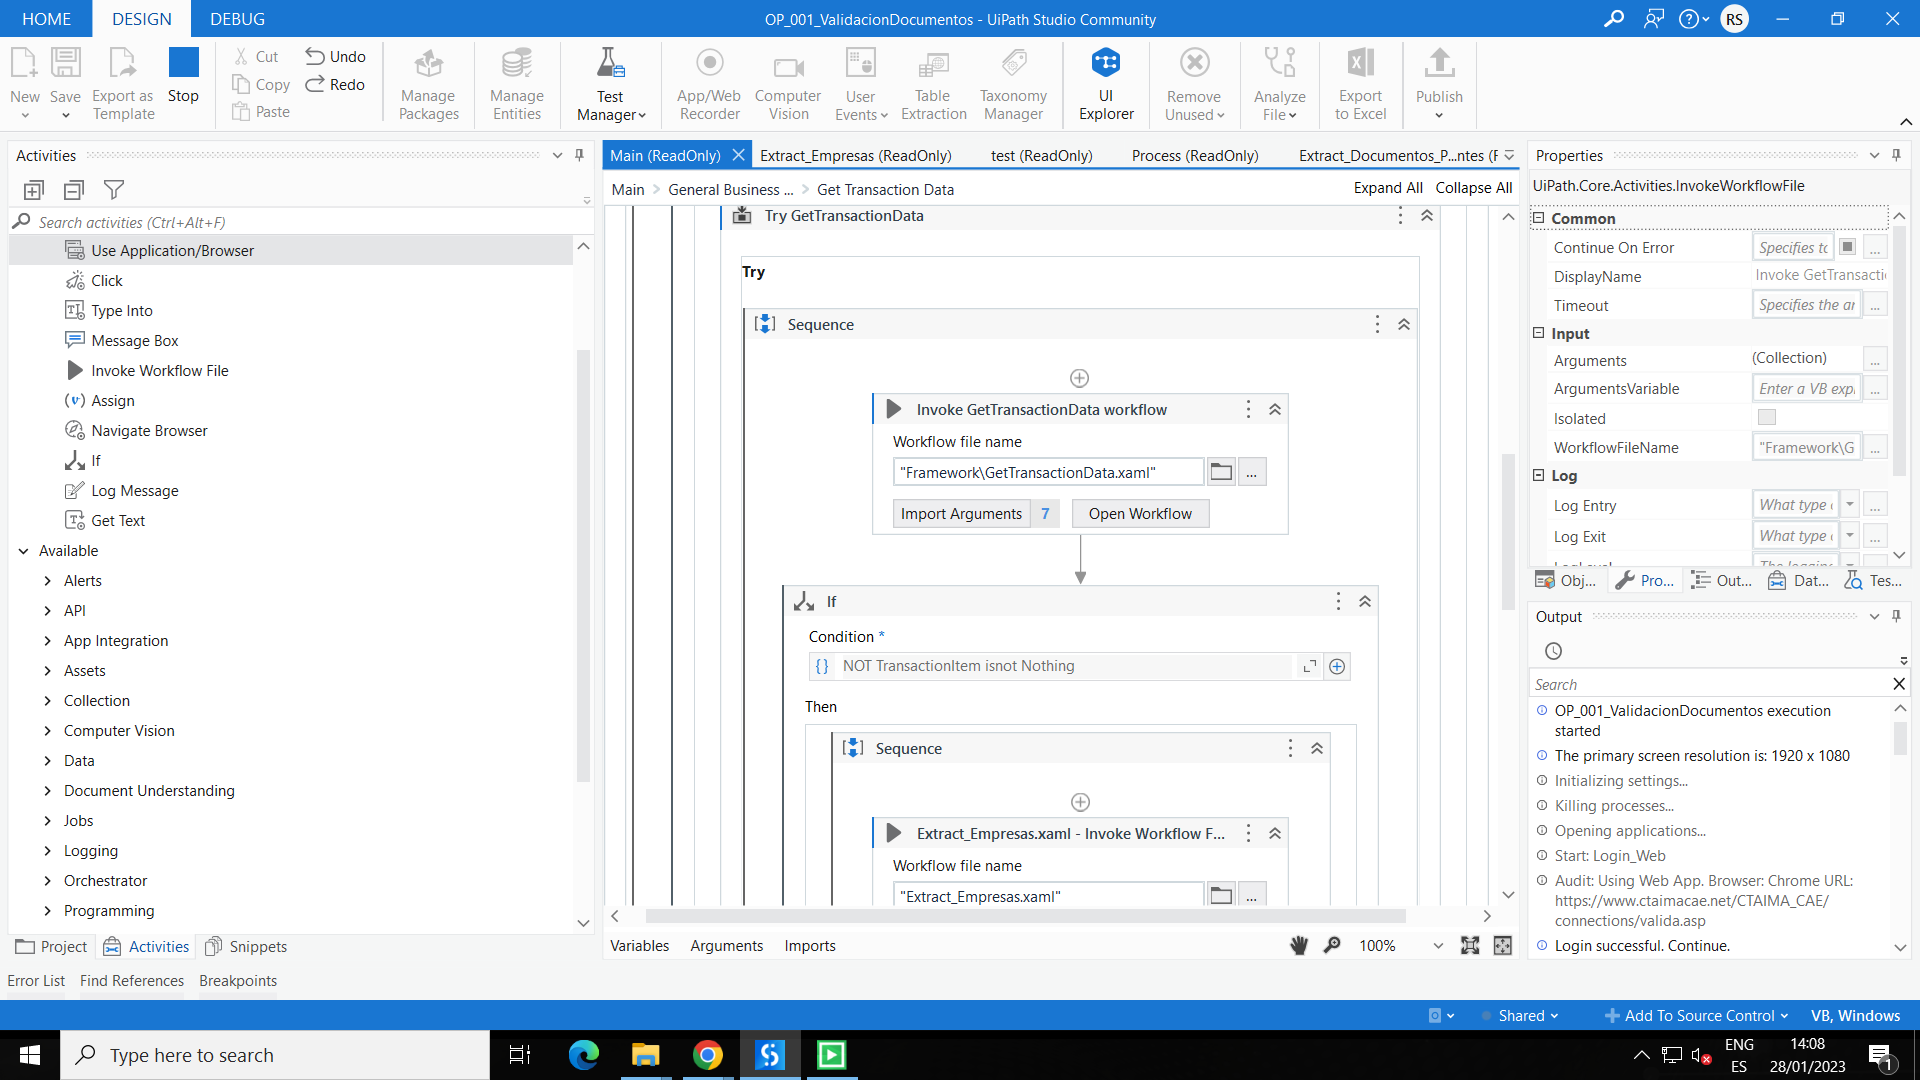 HOME DESIGN DEBUG
OP_001_ValidacionDocumentos - UiPath Studio Community
RS
New
Save
Export as Template
Stop
Cut
Copy
Paste
Undo
Redo
Manage Packages
Manage Entities
Test Manager
App/Web Recorder
Computer Vision
User Events
Table Extraction
Taxonomy Manager
UI Explorer
Remove Unused
Analyze File
Export to Excel
Publish
Activities
Search activities (Ctrl+Alt+F)
Use Application/Browser
Click
Type Into
Message Box
Invoke Workflow File
Assign
Navigate Browser
If
Log Message
Get Text
Available
Alerts
API
App Integration
Assets
Collection
Computer Vision
Data
Document Understanding
Jobs
Logging
Orchestrator
Programming
Project Activities Snippets
Error List Find References Breakpoints
Main (ReadOnly) Extract_Empresas (ReadOnly) test (ReadOnly) Process (ReadOnly) Extract_Documentos_P...ntes (F
Main > General Business ... > Get Transaction Data
Expand All Collapse All
Try GetTransactionData
Try
Sequence
Invoke GetTransactionData workflow
Workflow file name
"Framework\GetTransactionData.xaml"
...
Import Arguments 7 Open Workflow
If
Condition *
NOT TransactionItem isnot Nothing
Then
Sequence
Extract_Empresas.xaml - Invoke Workflow F...
Workflow file name
"Extract_Empresas.xaml"
...
Variables Arguments Imports
100%
Properties
UiPath.Core.Activities.InvokeWorkflowFile
Common
Continue On Error Specifies tc ...
DisplayName Invoke GetTransacti
Timeout Specifies the ar ...
Input
Arguments (Collection) ...
ArgumentsVariable Enter a VB exp ...
Isolated
WorkflowFileName "Framework\G ...
Log
Log Entry What type ...
Log Exit What type ...
Obj... Pro... Out... Dat... Tes...
Output
Search
OP_001_ValidacionDocumentos execution started
The primary screen resolution is: 1920 x 1080
Initializing settings...
Killing processes...
Opening applications...
Start: Login_Web
Audit: Using Web App. Browser: Chrome URL:
https://www.ctaimacae.net/CTAIMA_CAE/
connections/valida.asp
Login successful. Continue.
Shared Add To Source Control VB, Windows
Type here to search
ENG
ES
14:08
28/01/2023
1